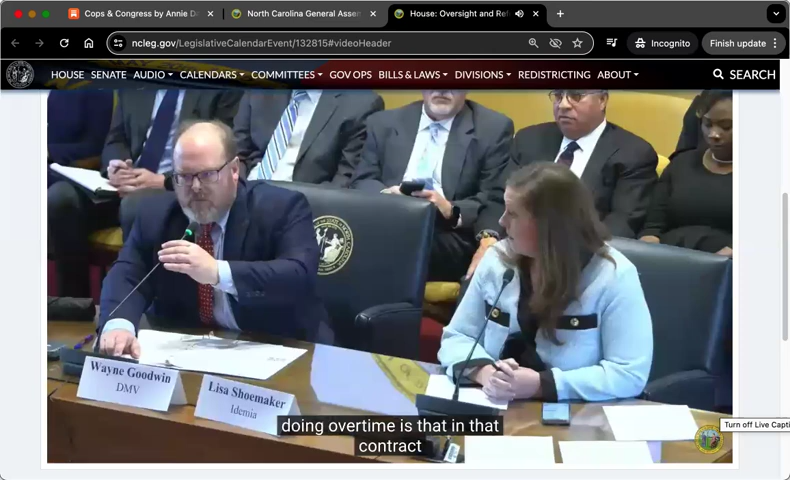 Cops & Congress by Annie Di
North Carolina General Assem
House: Oversight and Ref
ncleg.gov/LegislativeCalendarEvent/132815#videoHeader
Incognito
Finish update
HOUSE SENATE AUDIO CALENDARS COMMITTEES GOV OPS BILLS & LAWS DIVISIONS REDISTRICTING ABOUT SEARCH
Wayne Goodwin
DMV
Lisa Shoemaker
Idemia
doing overtime is that in that
contract
Turn off Live Capti